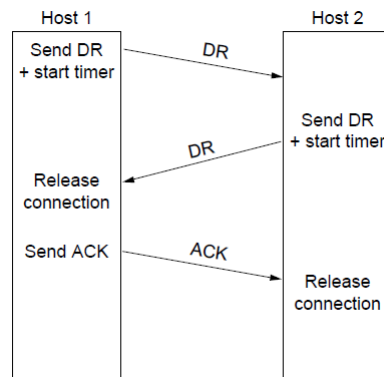 Host 1
Host 2
Send DR
+ start timer
DR
Send DR
+ start timer
DR
Release
connection
Send ACK
ACK
Release
connection